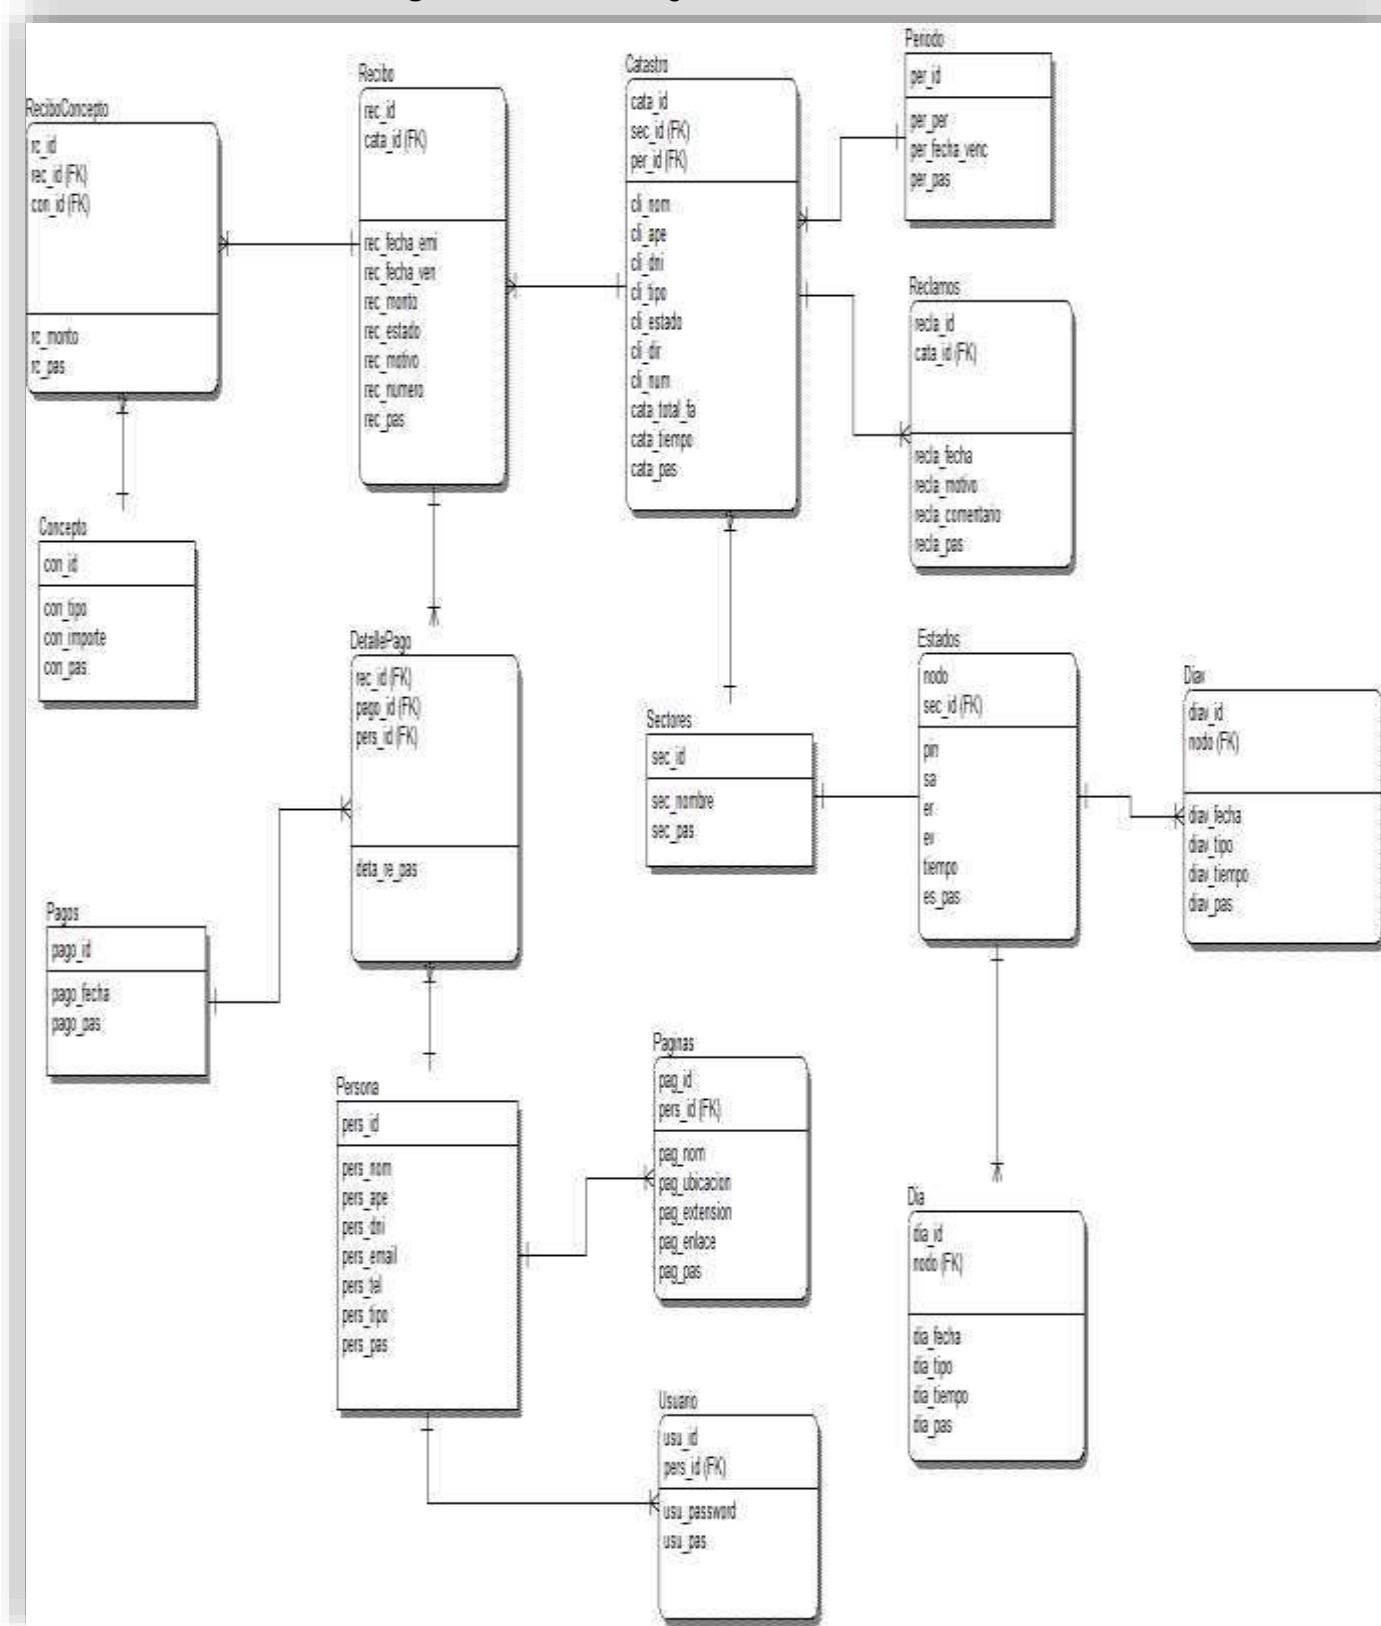 Periodo
per_id
per_per
per_fecha_venc
per_pas
Catastro
cata_id
sec_id (FK)
per_id (FK)
cli_nom
cli_ape
cli_dni
cli_tipo
cli_estado
cli_dir
cli_num
cata_total_fa
cata_tiempo
cata_pas
Recibo
rec_id
cata_id (FK)
rec_fecha_emi
rec_fecha_ven
rec_monto
rec_estado
rec_motivo
rec_numero
rec_pas
ReciboConcepto
rc_id
rec_id (FK)
con_id (FK)
rc_monto
rc_pas
Reclamos
recla_id
cata_id (FK)
recla_fecha
recla_motivo
recla_comentario
recla_pas
Concepto
con_id
con_tipo
con_importe
con_pas
DetallePago
rec_id (FK)
pago_id (FK)
pers_id (FK)
deta_re_pas
Estados
nodo
sec_id (FK)
pin
sa
er
ev
tiempo
es_pas
Diav
diav_id
nodo (FK)
diav_fecha
diav_tipo
diav_tiempo
diav_pas
Sectores
sec_id
sec_nombre
sec_pas
Pagos
pago_id
pago_fecha
pago_pas
Paginas
pag_id
pers_id (FK)
pag_nom
pag_ubicacion
pag_extension
pag_enlace
pag_pas
Persona
pers_id
pers_nom
pers_ape
pers_dni
pers_email
pers_tel
pers_tipo
pers_pas
Dia
dia_id
nodo (FK)
dia_fecha
dia_tipo
dia_tiempo
dia_pas
Usuario
usu_id
pers_id (FK)
usu_password
usu_pas